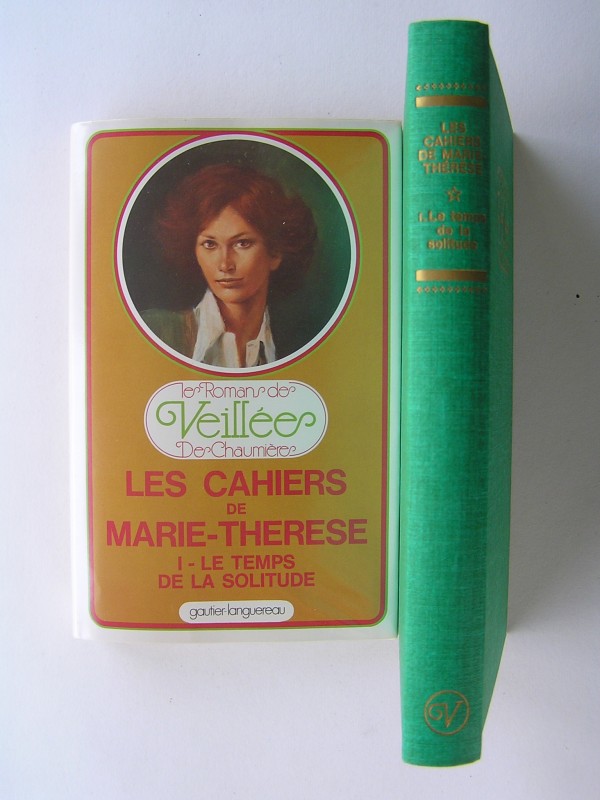 les Romans de
Veillées
Des Chaumières
LES CAHIERS
DE
MARIE-THERESE
I - LE TEMPS
DE LA SOLITUDE
gautier-languereau
LES
CAHIERS
DE MARIE-
THÉRÈSE
I. Le temps
de la
solitude
V